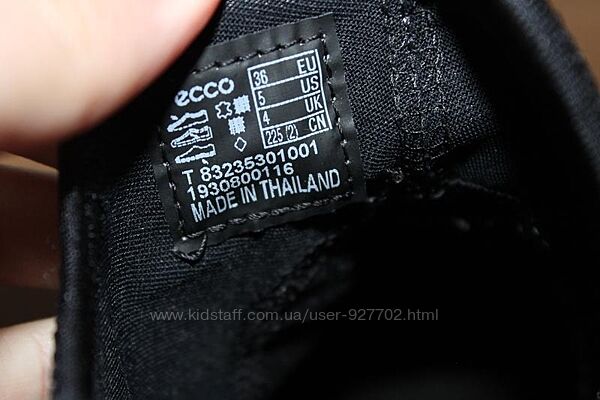 ecco
36 EU
5 US
4 UK
225 (2) CN
T 83235301001
1930800116
MADE IN THAILAND
www.kidstaff.com.ua/user-927702.html